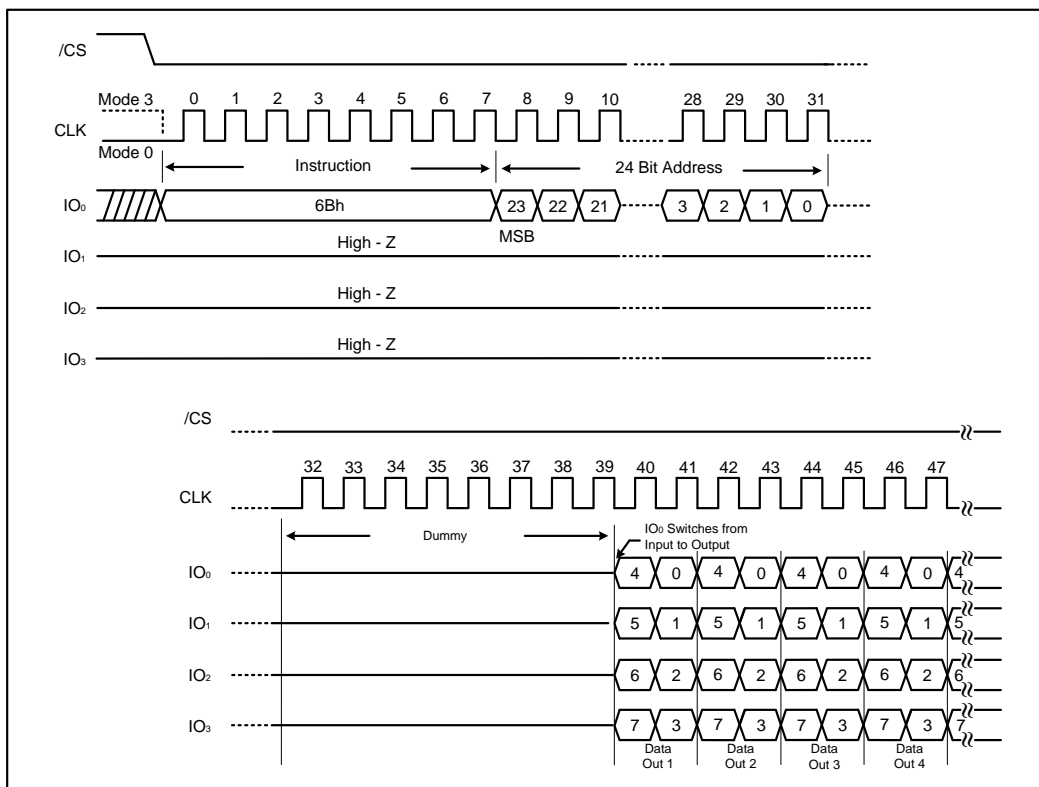 /CS
Mode 3 0 1 2 3 4 5 6 7 8 9 10 28 29 30 31
CLK
Mode 0
Instruction 24 Bit Address
IO₀ 6Bh 23 22 21 3 2 1 0
MSB
High - Z
IO₁
High - Z
IO₂
High - Z
IO₃
/CS
32 33 34 35 36 37 38 39 40 41 42 43 44 45 46 47
CLK
Dummy
IO₀ Switches from
Input to Output
IO₀ 4 0 4 0 4 0 4 0 4
IO₁ 5 1 5 1 5 1 5 1 5
IO₂ 6 2 6 2 6 2 6 2 6
IO₃ 7 3 7 3 7 3 7 3 7
Data Data Data Data
Out 1 Out 2 Out 3 Out 4